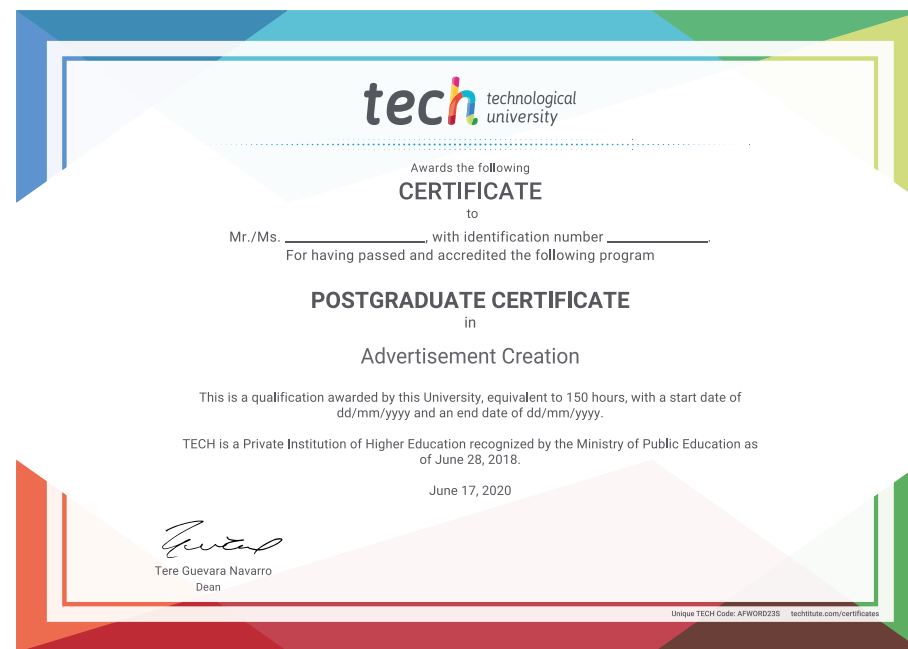 tech technological
university
Awards the following
CERTIFICATE
to
Mr./Ms. ____________________, with identification number ______________.
For having passed and accredited the following program
POSTGRADUATE CERTIFICATE
in
Advertisement Creation
This is a qualification awarded by this University, equivalent to 150 hours, with a start date of
dd/mm/yyyy and an end date of dd/mm/yyyy.
TECH is a Private Institution of Higher Education recognized by the Ministry of Public Education as
of June 28, 2018.
June 17, 2020
Tere Guevara Navarro
Dean
Unique TECH Code: AFWORD23S techtitute.com/certificates